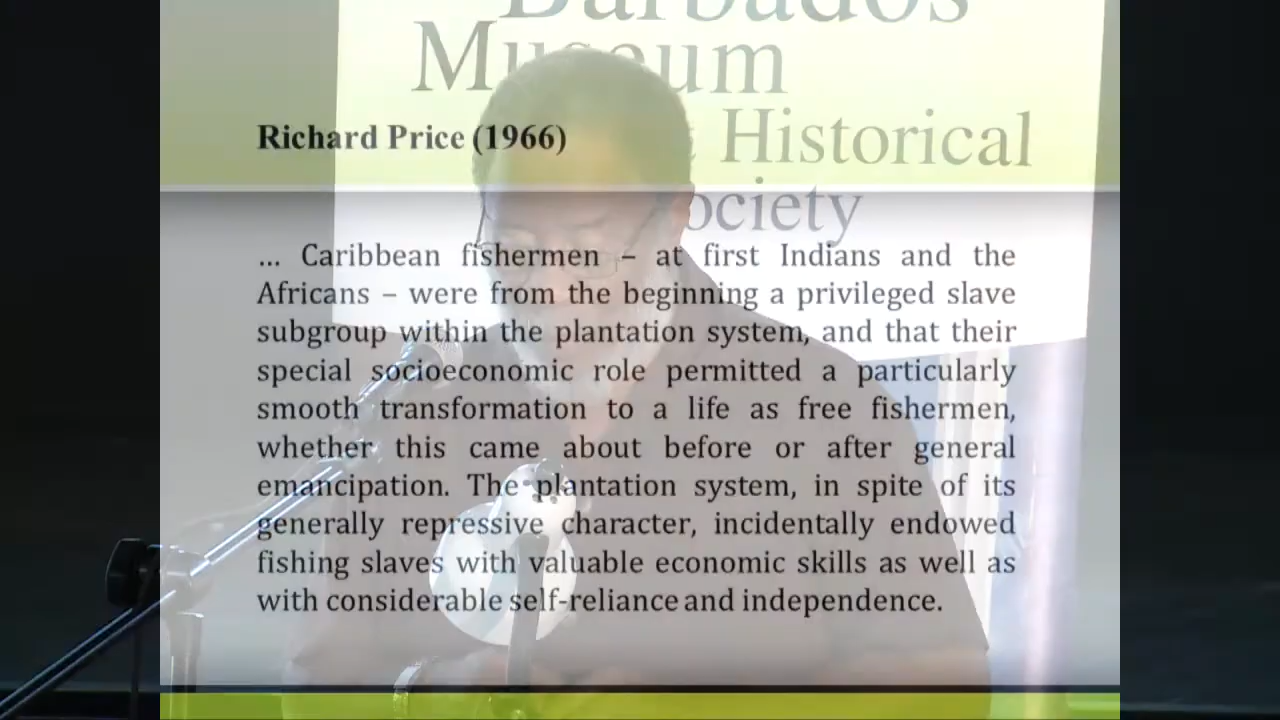 Barbados
Museum
Historical
ociety
Richard Price (1966)
... Caribbean fishermen – at first Indians and the
Africans – were from the beginning a privileged slave
subgroup within the plantation system, and that their
special socioeconomic role permitted a particularly
smooth transformation to a life as free fishermen,
whether this came about before or after general
emancipation. The plantation system, in spite of its
generally repressive character, incidentally endowed
fishing slaves with valuable economic skills as well as
with considerable self-reliance and independence.